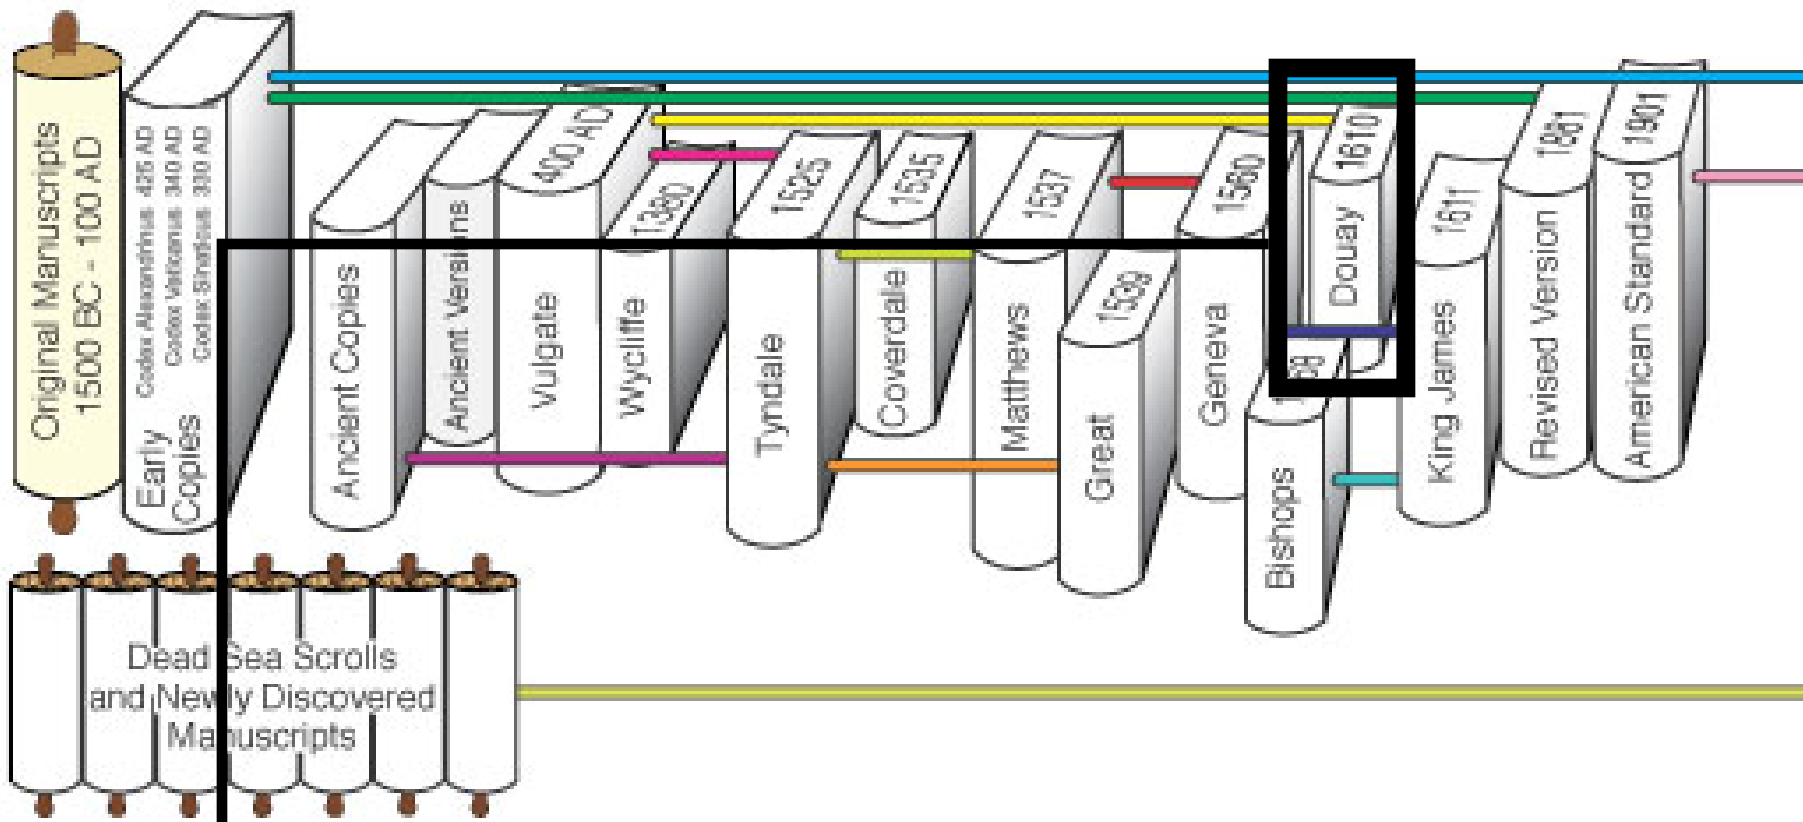 Original Manuscripts
1500 BC - 100 AD
Early
Copies
Codex Alexandrinus 425 AD
Codex Vaticanus 340 AD
Codex Sinaticus 330 AD
Ancient Copies
Ancient Versions
400 AD
Vulgate
1380
Wycliffe
1525
Tyndale
1535
Coverdale
1537
Matthews
1539
Great
1560
Geneva
Bishops
1610
Douay
1611
King James
1881
Revised Version
1901
American Standard
Dead Sea Scrolls
and Newly Discovered
Manuscripts